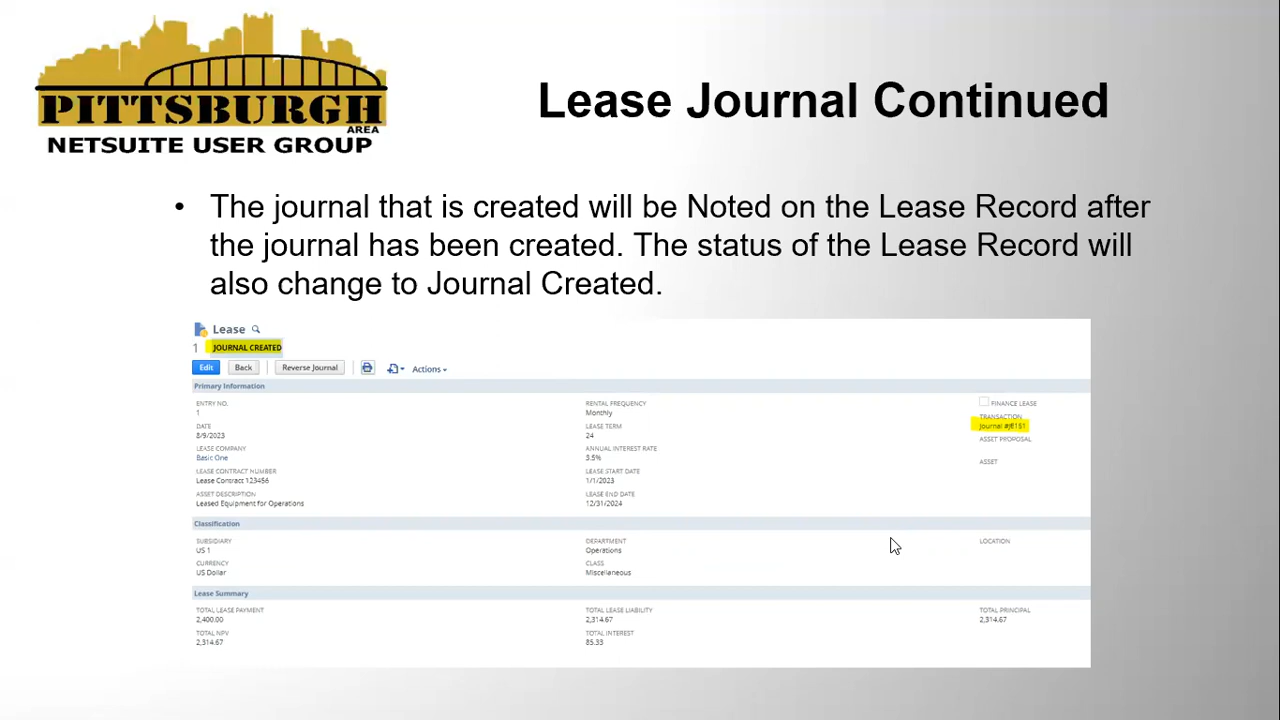 PITTSBURGH
AREA
NETSUITE USER GROUP
Lease Journal Continued
• The journal that is created will be Noted on the Lease Record after
the journal has been created. The status of the Lease Record will
also change to Journal Created.
Lease
1 JOURNAL CREATED
Edit Back Reverse Journal Actions
Primary Information
ENTRY NO.
1
DATE
8/9/2023
LEASE COMPANY
Basic One
LEASE CONTRACT NUMBER
Lease Contract 123456
ASSET DESCRIPTION
Leased Equipment for Operations
RENTAL FREQUENCY
Monthly
LEASE TERM
24
ANNUAL INTEREST RATE
3.5%
LEASE START DATE
1/1/2023
LEASE END DATE
12/31/2024
FINANCE LEASE
TRANSACTION
Journal #JE151
ASSET PROPOSAL
ASSET
Classification
SUBSIDIARY
US 1
CURRENCY
US Dollar
DEPARTMENT
Operations
CLASS
Miscellaneous
LOCATION
Lease Summary
TOTAL LEASE PAYMENT
2,400.00
TOTAL NPV
2,314.67
TOTAL LEASE LIABILITY
2,314.67
TOTAL INTEREST
85.33
TOTAL PRINCIPAL
2,314.67